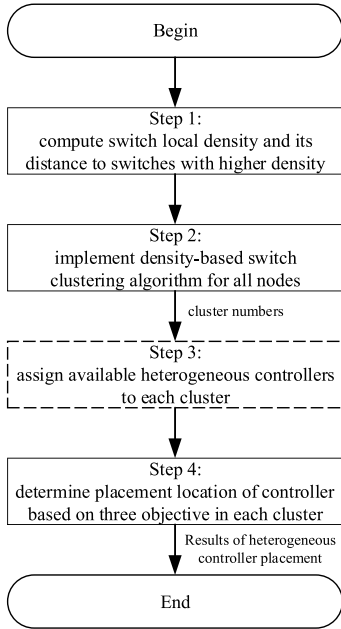 Begin
Step 1:
compute switch local density and its
distance to switches with higher density
Step 2:
implement density-based switch
clustering algorithm for all nodes
cluster numbers
Step 3:
assign available heterogeneous controllers
to each cluster
Step 4:
determine placement location of controller
based on three objective in each cluster
Results of heterogeneous
controller placement
End